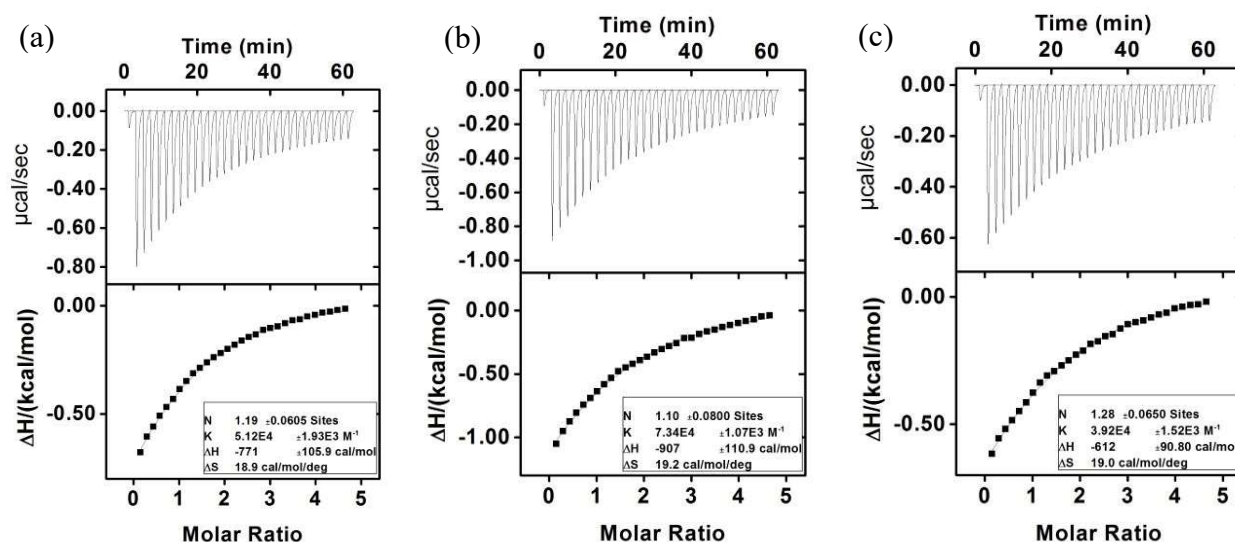 (a)
Time (min)
0 20 40 60
0.00
-0.20
-0.40
-0.60
-0.80
µcal/sec
0.00
-0.50
ΔH/(kcal/mol)
N 1.19 ±0.0605 Sites
K 5.12E4 ±1.93E3 M⁻¹
ΔH -771 ±105.9 cal/mol
ΔS 18.9 cal/mol/deg
0 1 2 3 4 5
Molar Ratio
(b)
Time (min)
0 20 40 60
0.00
-0.20
-0.40
-0.60
-0.80
-1.00
µcal/sec
0.00
-0.50
-1.00
ΔH/(kcal/mol)
N 1.10 ±0.0800 Sites
K 7.34E4 ±1.07E3 M⁻¹
ΔH -907 ±110.9 cal/mol
ΔS 19.2 cal/mol/deg
0 1 2 3 4 5
Molar Ratio
(c)
Time (min)
0 20 40 60
0.00
-0.20
-0.40
-0.60
µcal/sec
0.00
-0.50
ΔH/(kcal/mol)
N 1.28 ±0.0650 Sites
K 3.92E4 ±1.52E3 M⁻¹
ΔH -612 ±90.80 cal/mol
ΔS 19.0 cal/mol/deg
0 1 2 3 4 5
Molar Ratio